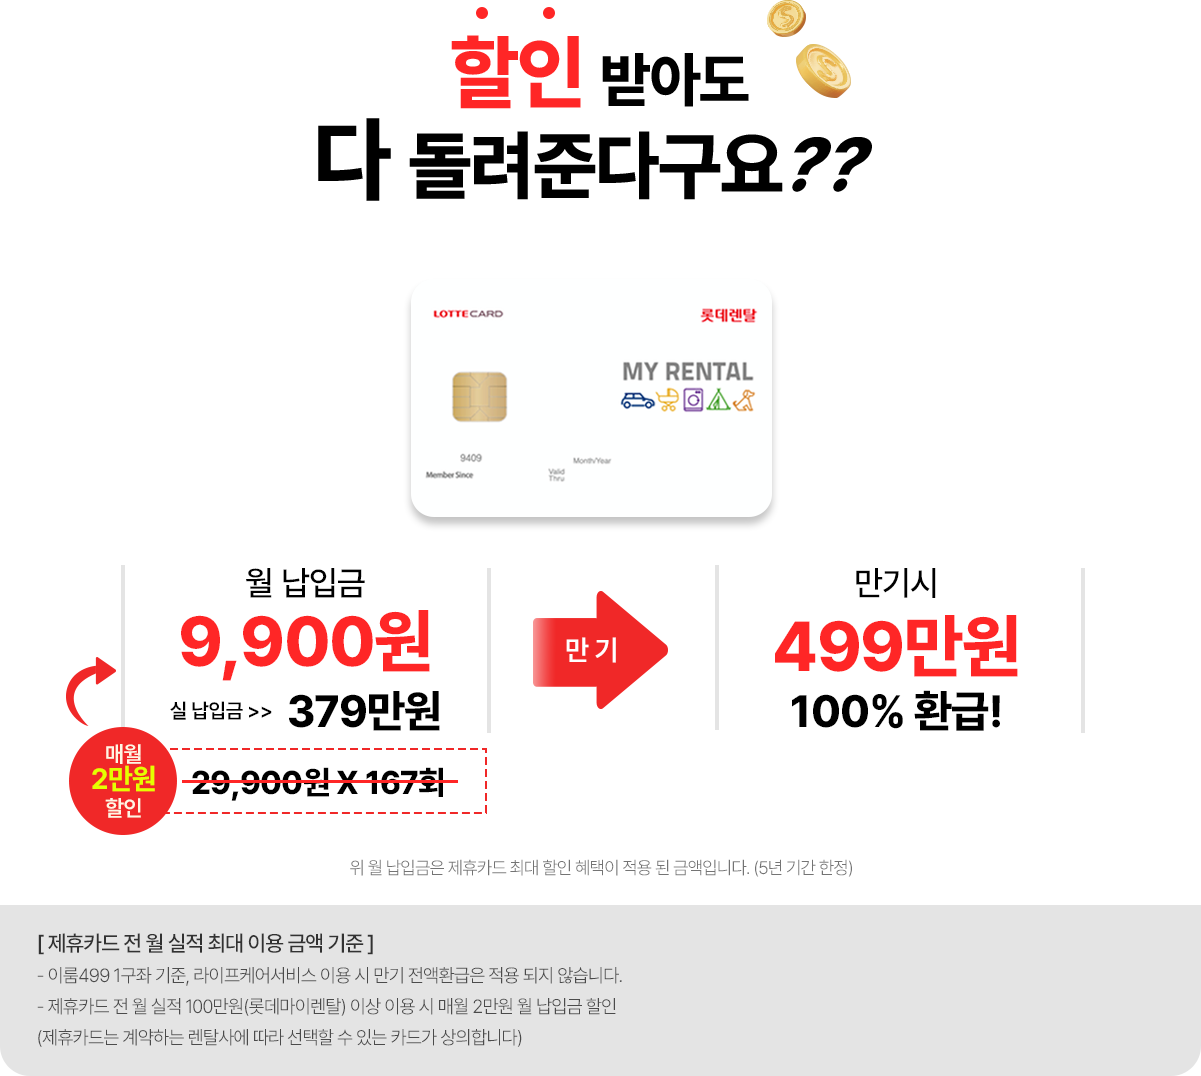 할인 받아도
다 돌려준다구요??
LOTTE CARD
롯데렌탈
MY RENTAL
9409
Month/Year
Member Since
Valid
Thru
월 납입금
9,900원
실 납입금 >> 379만원
만기
만기시
499만원
100% 환급!
매월
2만원
할인
29,900원 X 167회
위 월 납입금은 제휴카드 최대 할인 혜택이 적용 된 금액입니다. (5년 기간 한정)
[ 제휴카드 전 월 실적 최대 이용 금액 기준 ]
- 이룸499 1구좌 기준, 라이프케어서비스 이용 시 만기 전액환급은 적용 되지 않습니다.
- 제휴카드 전 월 실적 100만원(롯데마이렌탈) 이상 이용 시 매월 2만원 월 납입금 할인
(제휴카드는 계약하는 렌탈사에 따라 선택할 수 있는 카드가 상의합니다)